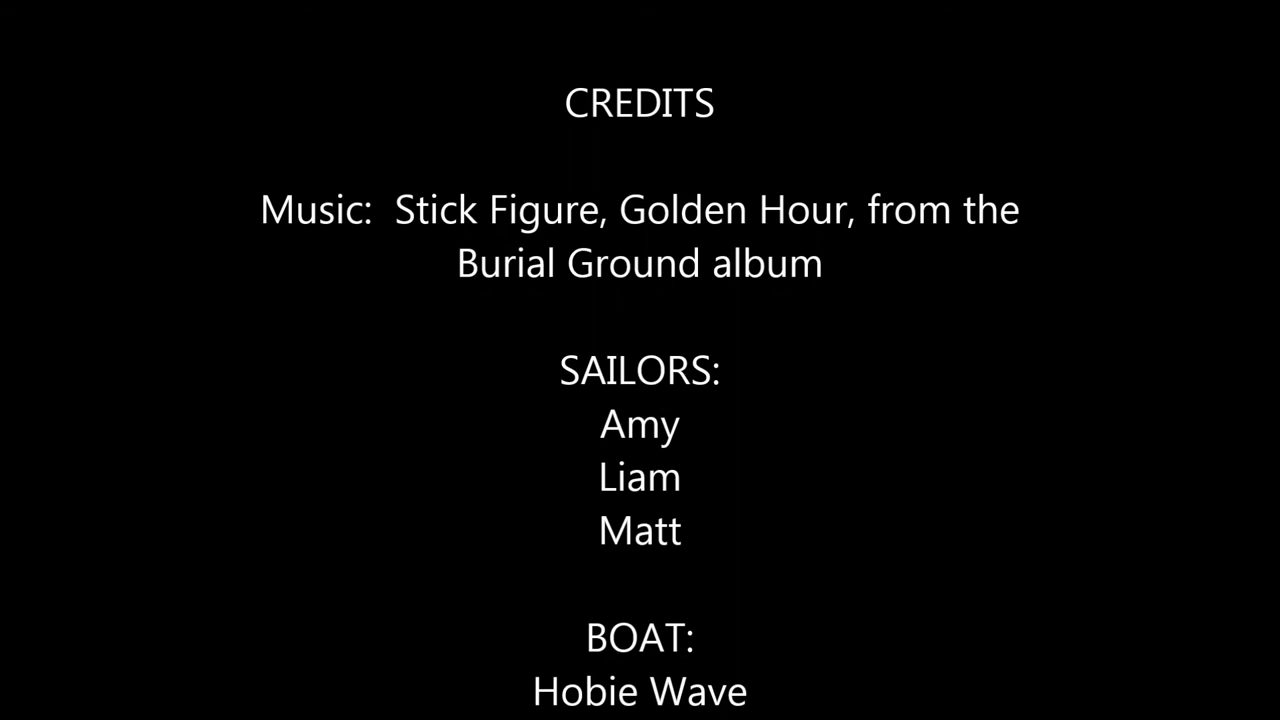 CREDITS
Music:  Stick Figure, Golden Hour, from the
Burial Ground album
SAILORS:
Amy
Liam
Matt
BOAT:
Hobie Wave